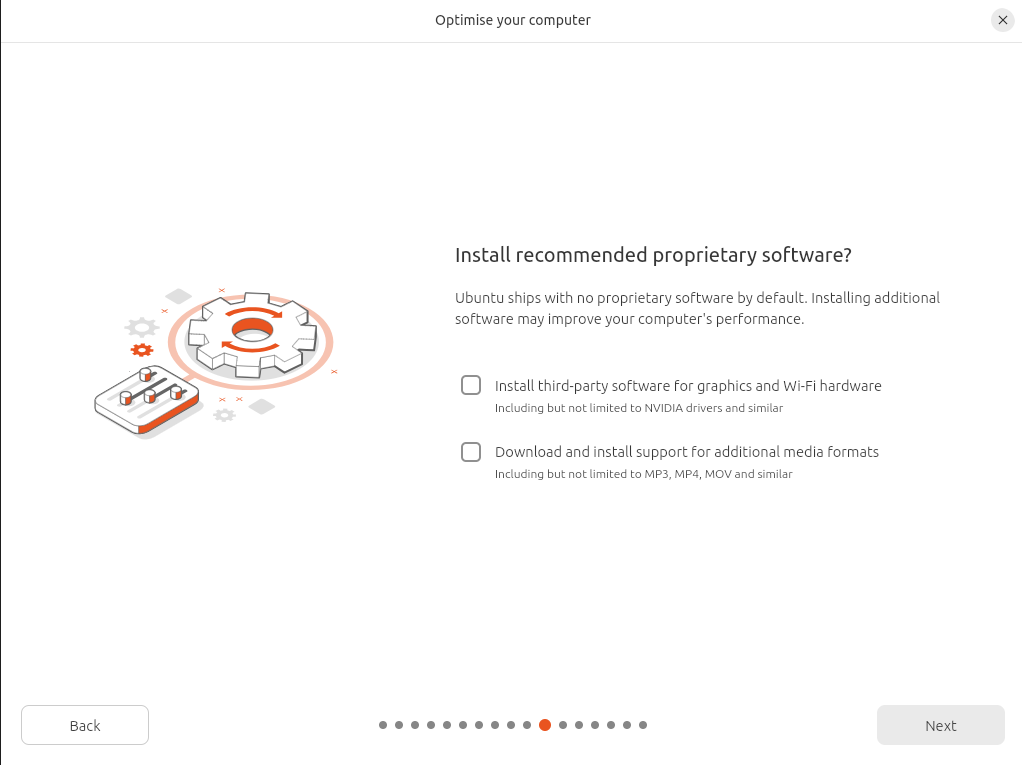 Optimise your computer
Install recommended proprietary software?
Ubuntu ships with no proprietary software by default. Installing additional
software may improve your computer's performance.
Install third-party software for graphics and Wi-Fi hardware
Including but not limited to NVIDIA drivers and similar
Download and install support for additional media formats
Including but not limited to MP3, MP4, MOV and similar
Back
Next